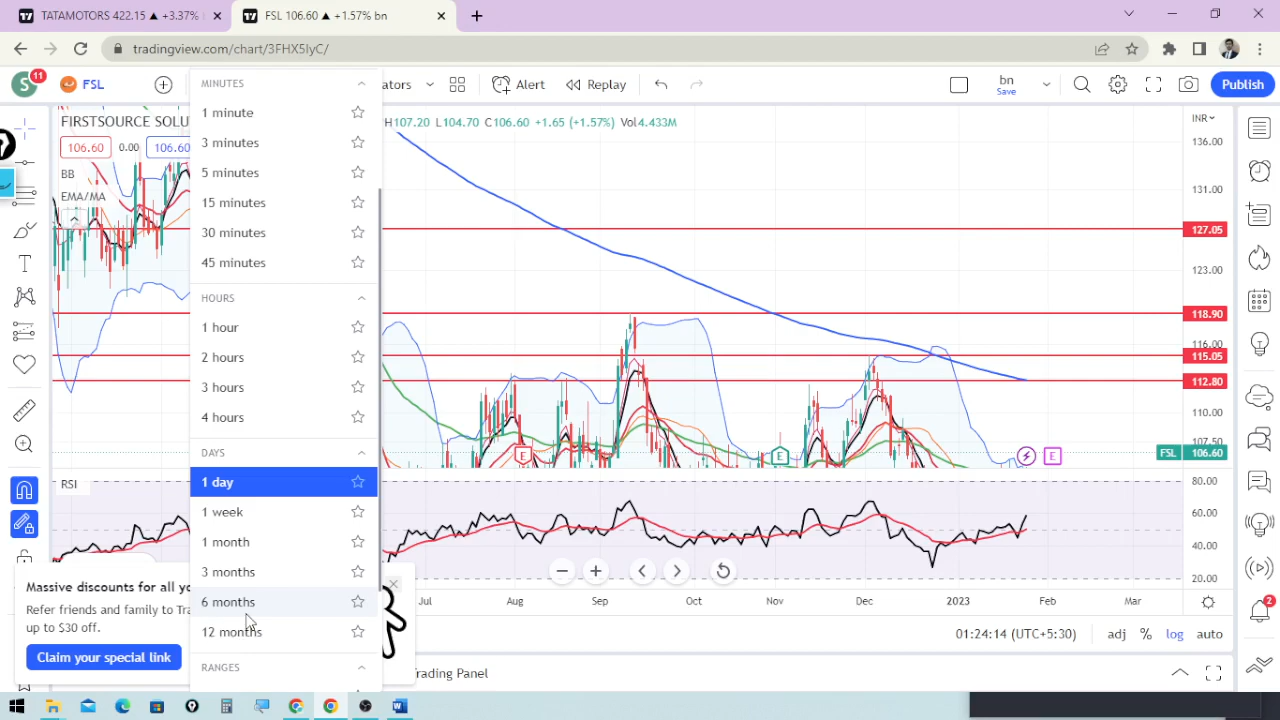 TATAMOTORS 422.15 ▲ +3.37%
FSL 106.60 ▲ +1.57% bn
tradingview.com/chart/3FHX5IyC/
S
11
FSL
ators
Alert
Replay
bn
Save
Publish
MINUTES
1 minute
3 minutes
5 minutes
15 minutes
30 minutes
45 minutes
HOURS
1 hour
2 hours
3 hours
4 hours
DAYS
1 day
1 week
1 month
3 months
6 months
12 months
RANGES
FIRSTSOURCE SOLU
H107.20 L104.70 C106.60 +1.65 (+1.57%) Vol4.433M
106.60
0.00
106.60
BB
EMA/MA
RSI
INR
136.00
131.00
127.05
123.00
118.90
116.00
115.05
112.80
110.00
107.50
FSL 106.60
80.00
60.00
40.00
20.00
E
E
E
Jul Aug Sep Oct Nov Dec 2023 Feb Mar
01:24:14 (UTC+5:30)
adj % log auto
Massive discounts for all yo
Refer friends and family to Tra
up to $30 off.
Claim your special link
rading Panel
2